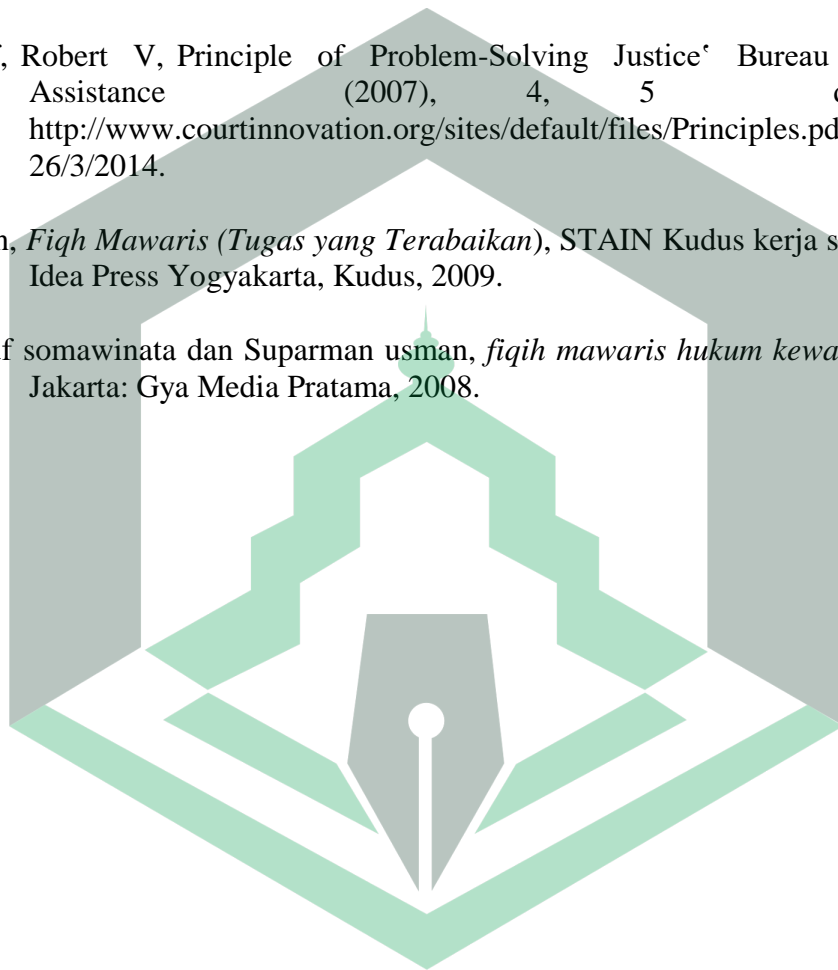 , Robert V, Principle of Problem-Solving Justice‛ Bureau
Assistance (2007), 4, 5
http://www.courtinnovation.org/sites/default/files/Principles.pd
26/3/2014.
, Fiqh Mawaris (Tugas yang Terabaikan), STAIN Kudus kerja
Idea Press Yogyakarta, Kudus, 2009.
somawinata dan Suparman usman, fiqih mawaris hukum
Jakarta: Gya Media Pratama, 2008.